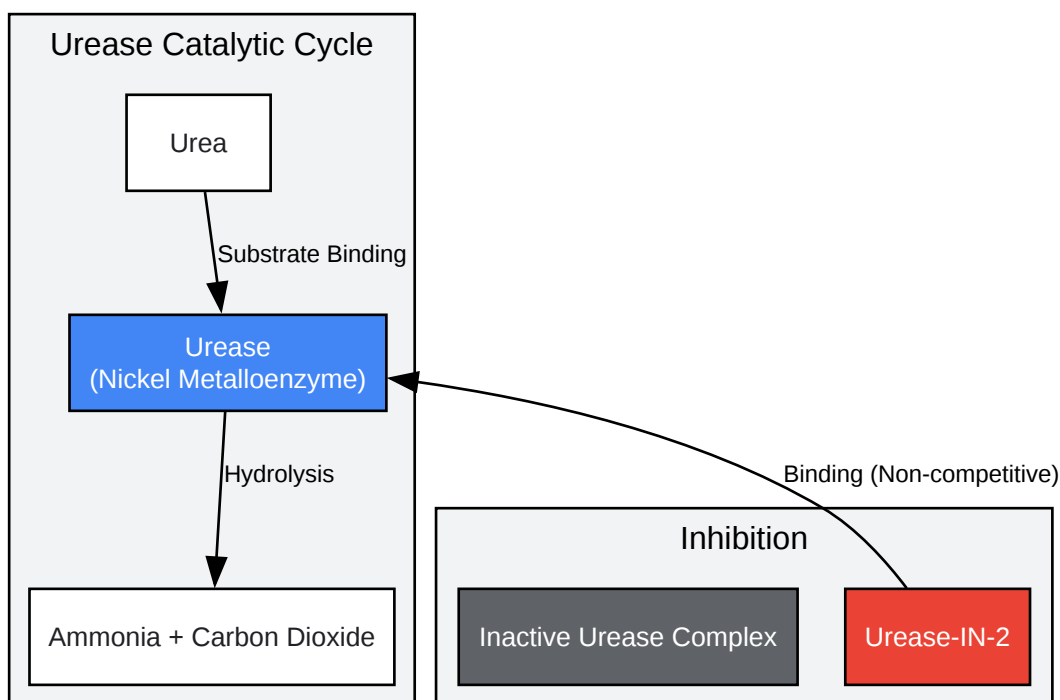 Urease Catalytic Cycle
Urea
Substrate Binding
Urease
(Nickel Metalloenzyme)
Hydrolysis
Binding (Non-competitive)
Inhibition
Ammonia + Carbon Dioxide
Inactive Urease Complex
Urease-IN-2